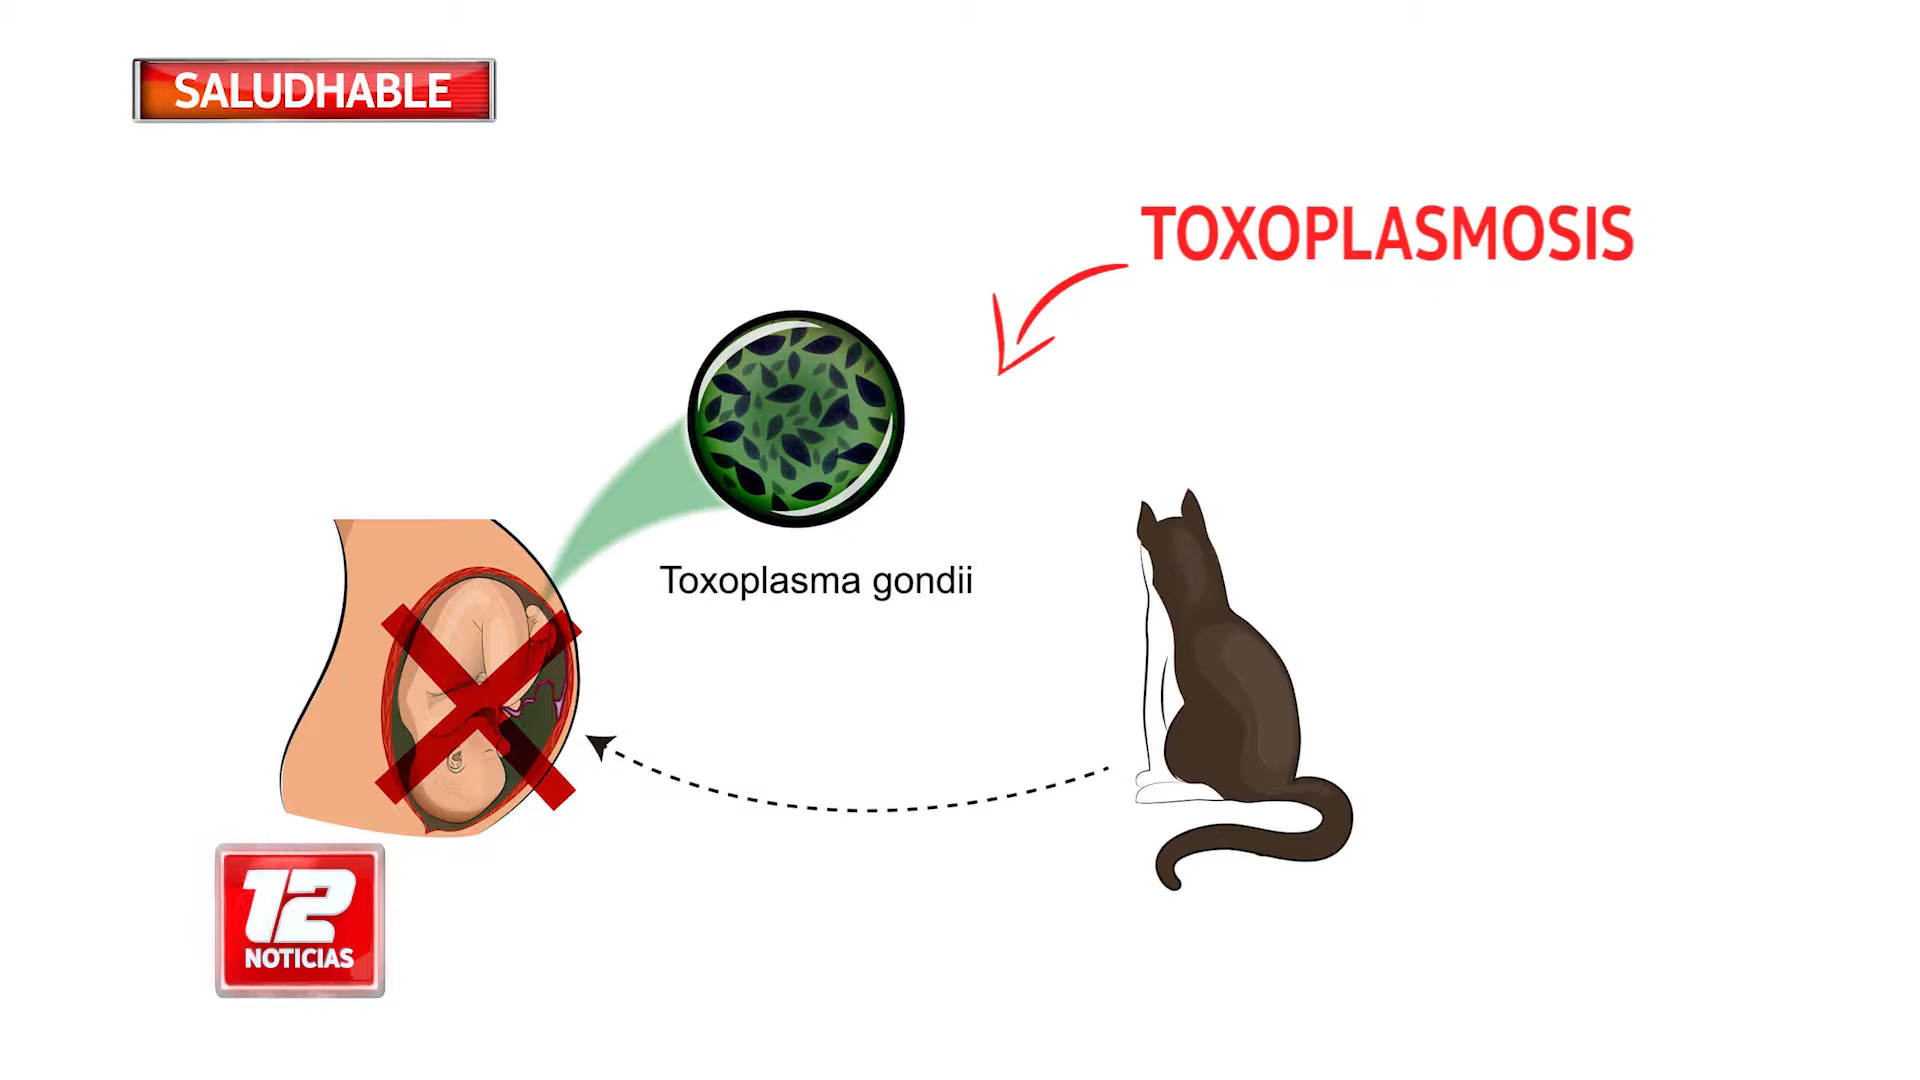 SALUDHABLE
TOXOPLASMOSIS
Toxoplasma gondii
12
NOTICIAS